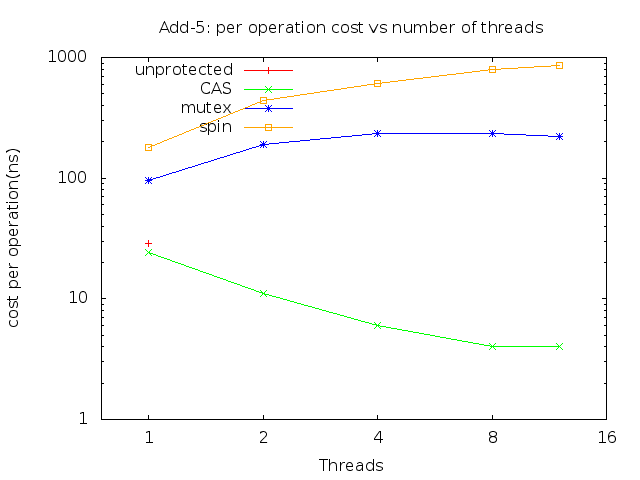 Add-5: per operation cost vs number of threads
1000
unprotected
CAS
mutex
spin
100
cost per operation(ns)
10
1
1 2 4 8 16
Threads